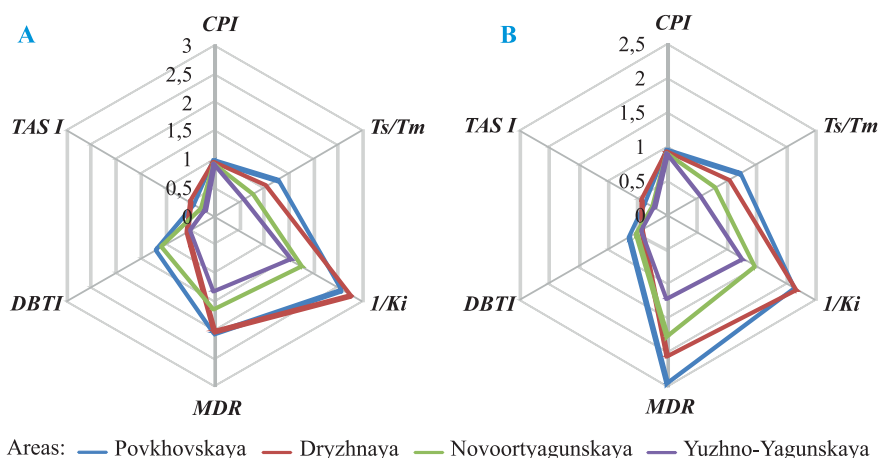 A
CPI
3
2,5
2
1,5
1
0,5
0
TAS I
Ts/Tm
DBTI
1/Ki
MDR
B
CPI
2,5
2
1,5
1
0,5
0
TAS I
Ts/Tm
DBTI
1/Ki
MDR
Areas: Povkhovskaya Dryzhnaya Novoortyagunskaya Yuzhno-Yagunskaya